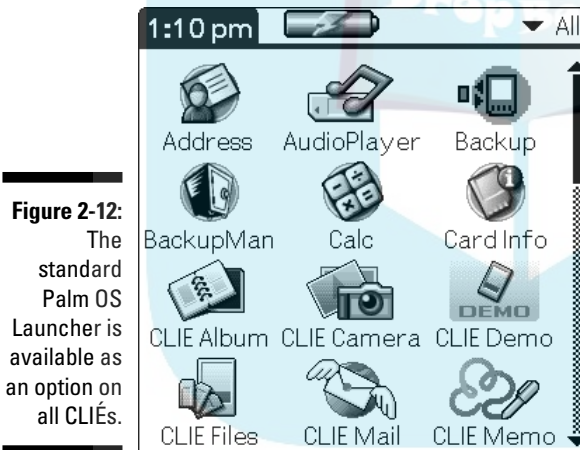 1:10 pm
All
Address AudioPlayer Backup
BackupMan Calc Card Info
CLIE Album CLIE Camera CLIE Demo
DEMO
CLIE Files CLIE Mail CLIE Memo
Figure 2-12:
The
standard
Palm OS
Launcher is
available as
an option on
all CLIÉs.